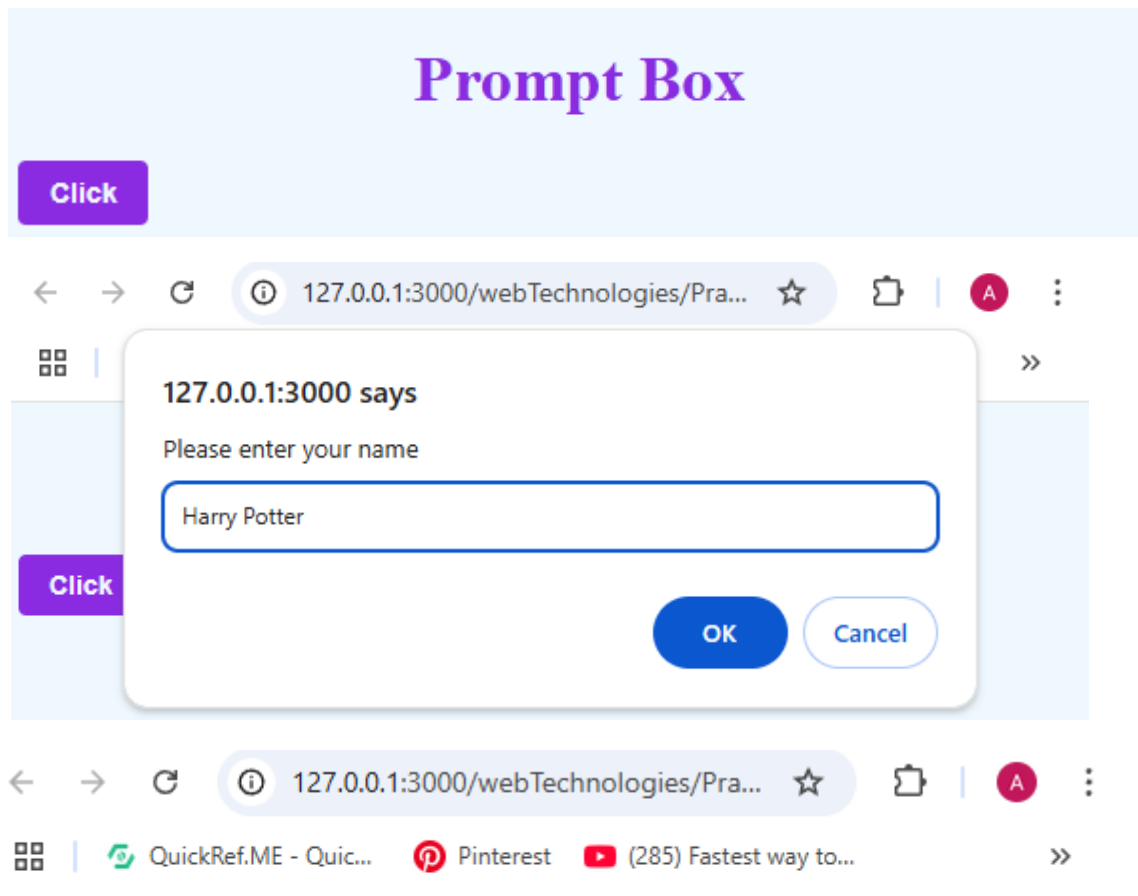 Prompt Box
Click
127.0.0.1:3000/webTechnologies/Pra... A
127.0.0.1:3000 says
Please enter your name
Harry Potter
Click
OK Cancel
127.0.0.1:3000/webTechnologies/Pra... A
QuickRef.ME - Quic... Pinterest (285) Fastest way to...